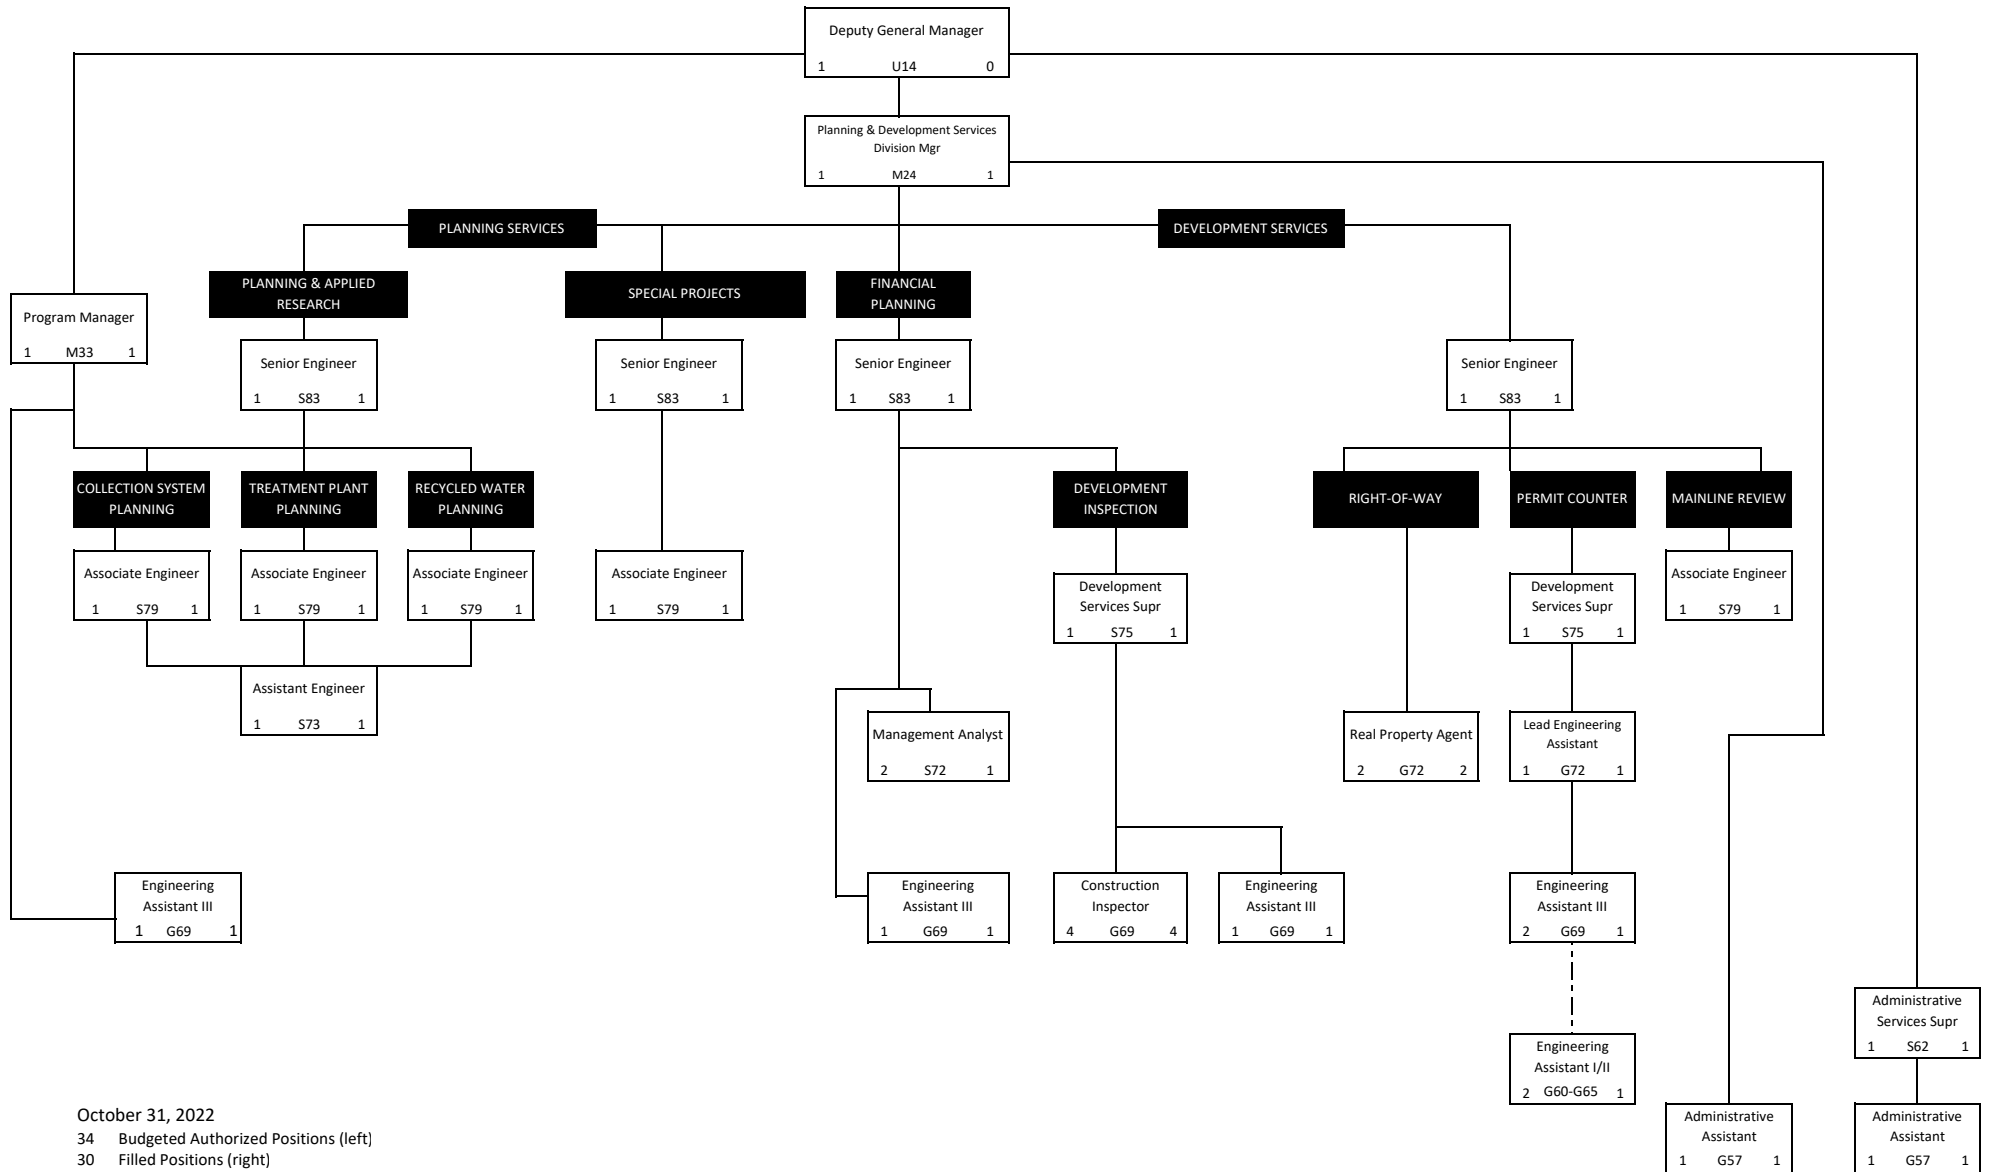 Deputy General Manager
1 U14 0
Planning & Development Services
Division Mgr
1 M24 1
PLANNING SERVICES
DEVELOPMENT SERVICES
PLANNING & APPLIED
RESEARCH
SPECIAL PROJECTS
FINANCIAL
PLANNING
Program Manager
1 M33 1
Senior Engineer
1 S83 1
Senior Engineer
1 S83 1
Senior Engineer
1 S83 1
Senior Engineer
1 S83 1
COLLECTION SYSTEM
PLANNING
TREATMENT PLANT
PLANNING
RECYCLED WATER
PLANNING
DEVELOPMENT
INSPECTION
RIGHT-OF-WAY
PERMIT COUNTER
MAINLINE REVIEW
Associate Engineer
1 S79 1
Associate Engineer
1 S79 1
Associate Engineer
1 S79 1
Associate Engineer
1 S79 1
Development
Services Supr
1 S75 1
Development
Services Supr
1 S75 1
Associate Engineer
1 S79 1
Assistant Engineer
1 S73 1
Management Analyst
2 S72 1
Real Property Agent
2 G72 2
Lead Engineering
Assistant
1 G72 1
Engineering
Assistant III
1 G69 1
Engineering
Assistant III
1 G69 1
Construction
Inspector
4 G69 4
Engineering
Assistant III
1 G69 1
Engineering
Assistant III
2 G69 1
Administrative
Services Supr
1 S62 1
Engineering
Assistant I/II
2 G60-G65 1
Administrative
Assistant
1 G57 1
Administrative
Assistant
1 G57 1
October 31, 2022
34 Budgeted Authorized Positions (left)
30 Filled Positions (right)